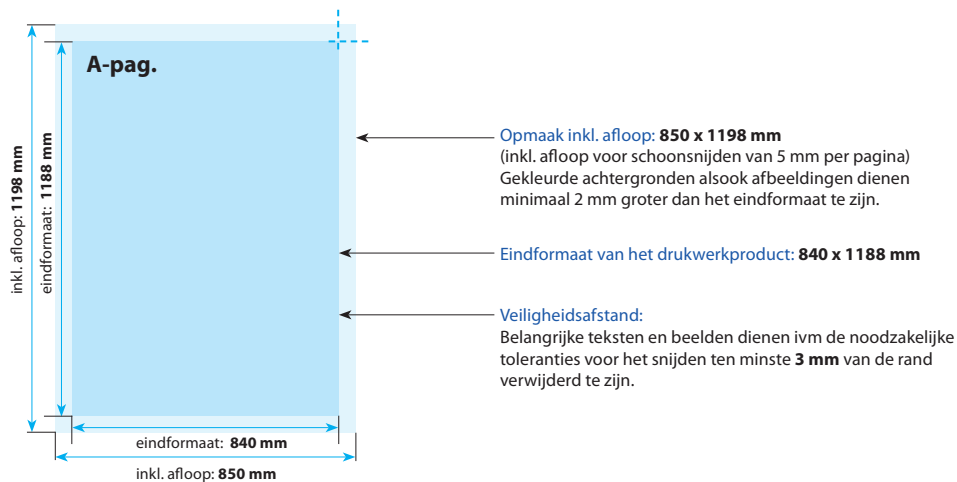 A-pag.
inkl. afloop: 1198 mm
eindformaat: 1188 mm
Opmaak inkl. afloop: 850 x 1198 mm
(inkl. afloop voor schoonsnijden van 5 mm per pagina)
Gekleurde achtergronden alsook afbeeldingen dienen
minimaal 2 mm groter dan het eindformaat te zijn.
Eindformaat van het drukwerkproduct: 840 x 1188 mm
Veiligheidsafstand:
Belangrijke teksten en beelden dienen ivm de noodzakelijke
toleranties voor het snijden ten minste 3 mm van de rand
verwijderd te zijn.
eindformaat: 840 mm
inkl. afloop: 850 mm